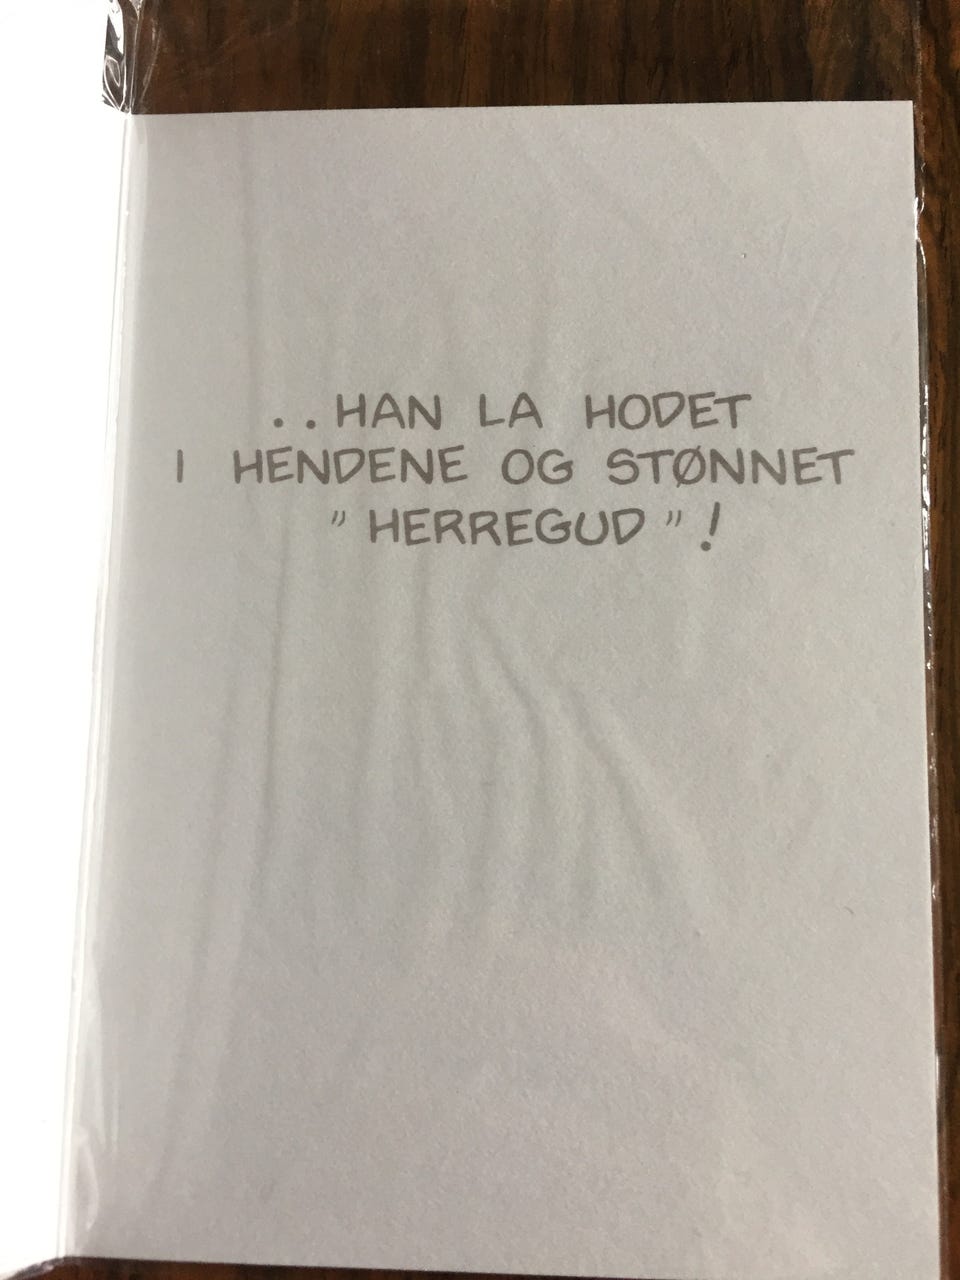 ..HAN LA HODET
I HENDENE OG STØNNET
"HERREGUD"!